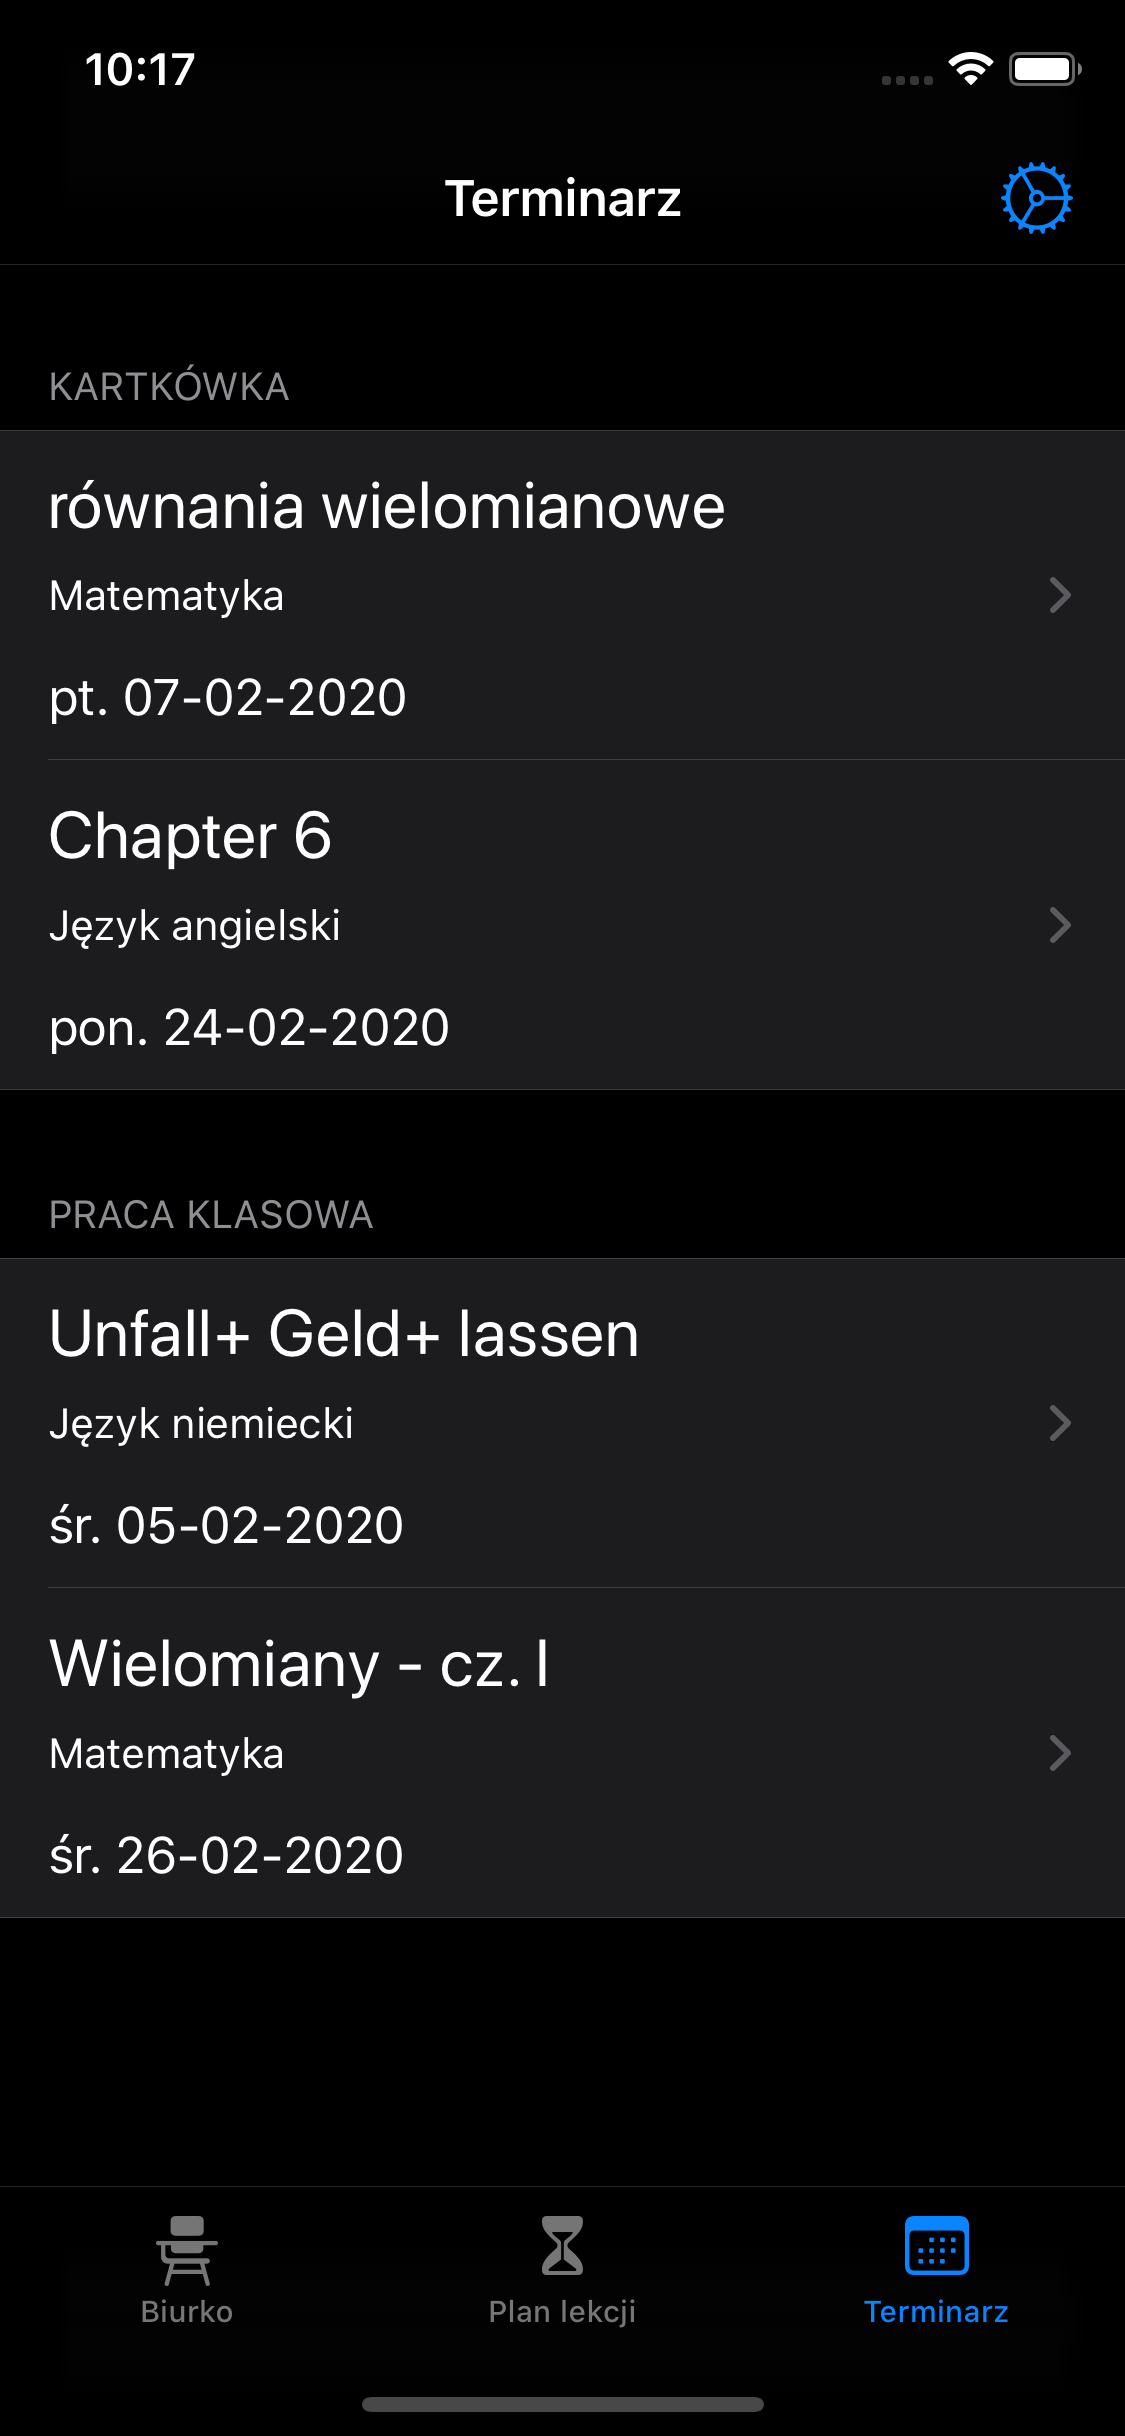 10:17
Terminarz
KARTKÓWKA
równania wielomianowe
Matematyka
pt. 07-02-2020
Chapter 6
Język angielski
pon. 24-02-2020
PRACA KLASOWA
Unfall+ Geld+ lassen
Język niemiecki
śr. 05-02-2020
Wielomiany - cz. I
Matematyka
śr. 26-02-2020
Biurko
Plan lekcji
Terminarz